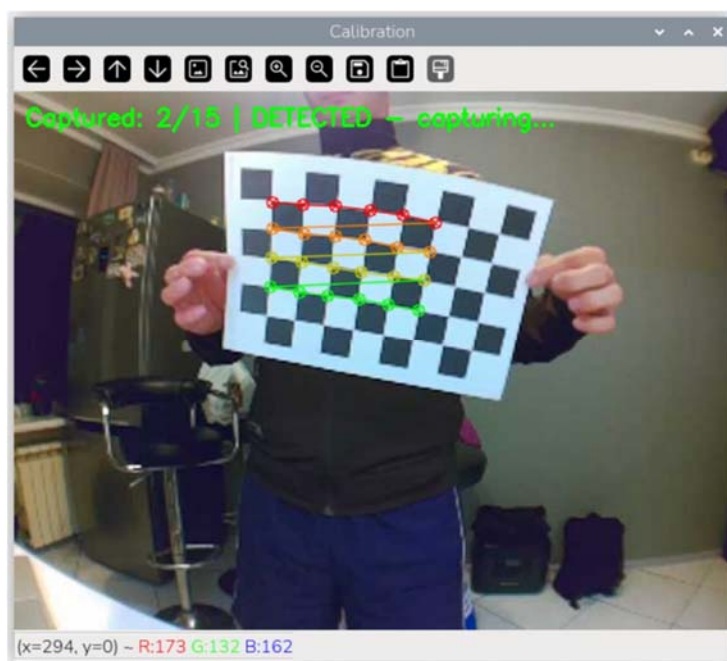 Calibration
Captured: 2/15 | DETECTED - capturing...
(x=294, y=0) ~ R:173 G:132 B:162